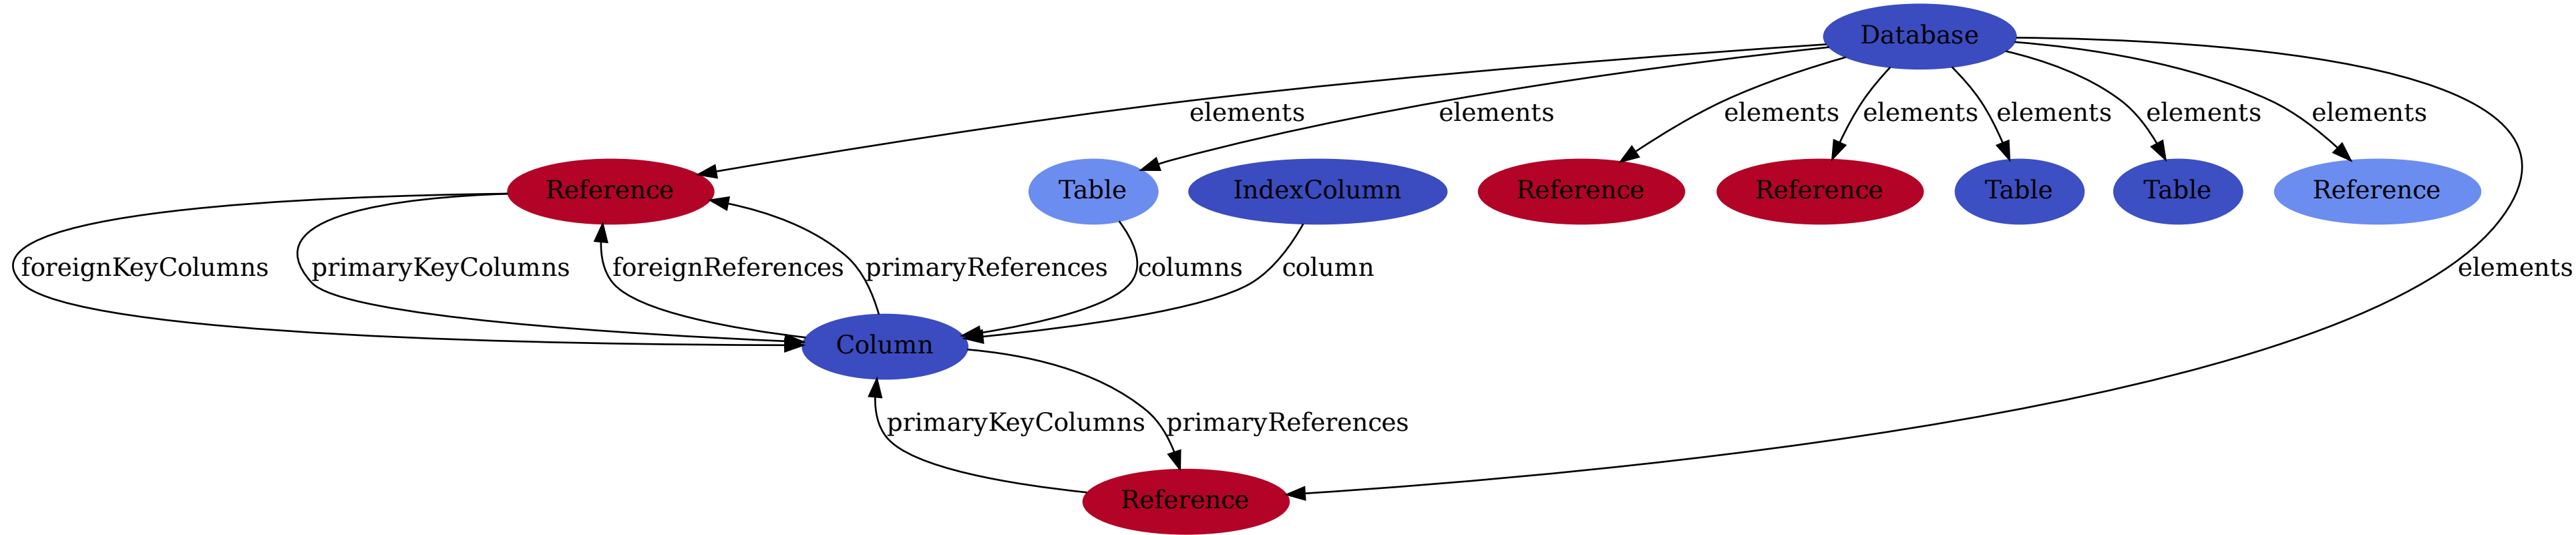 Database
elements
elements
elements
elements
elements
elements
elements
Reference
Table
IndexColumn
Reference
Reference
Table
Table
Reference
foreignKeyColumns
primaryKeyColumns
foreignReferences
primaryReferences
columns
column
elements
Column
primaryKeyColumns
primaryReferences
Reference